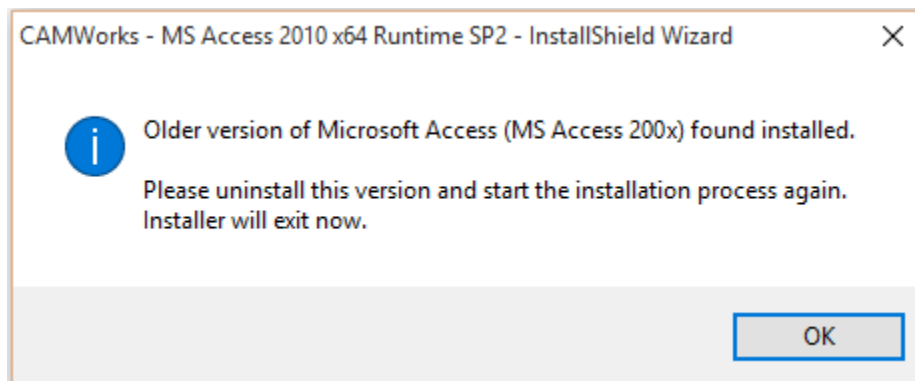 CAMWorks - MS Access 2010 x64 Runtime SP2 - InstallShield Wizard
Older version of Microsoft Access (MS Access 200x) found installed.
Please uninstall this version and start the installation process again.
Installer will exit now.
OK